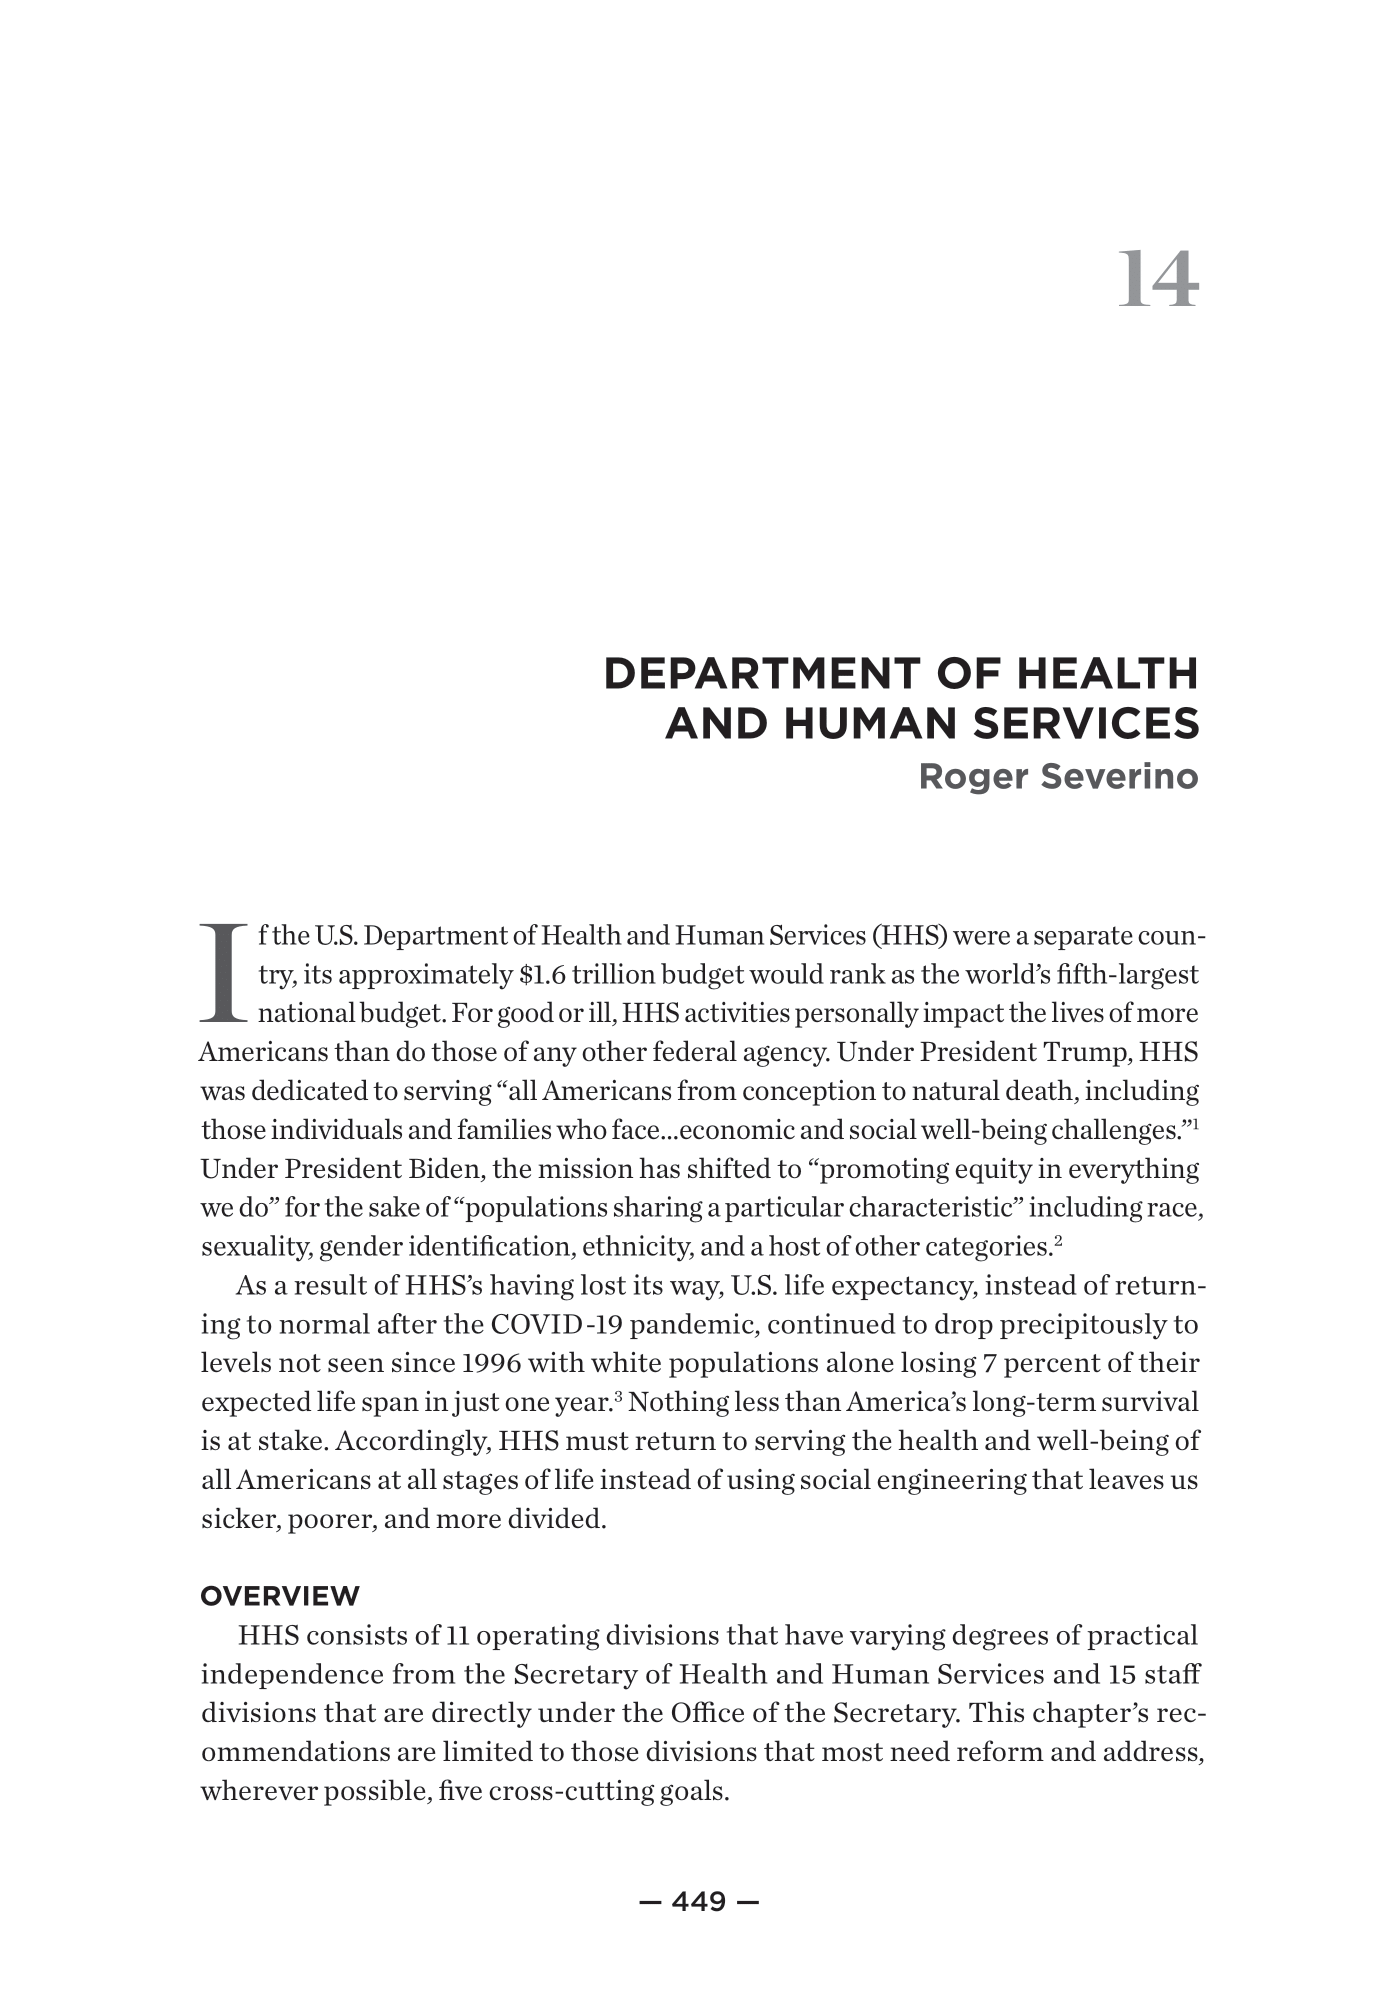 14
DEPARTMENT OF HEALTH
AND HUMAN SERVICES
Roger Severino
If the U.S. Department of Health and Human Services (HHS) were a separate coun-
try, its approximately $1.6 trillion budget would rank as the world’s fifth-largest
national budget. For good or ill, HHS activities personally impact the lives of more
Americans than do those of any other federal agency. Under President Trump, HHS
was dedicated to serving “all Americans from conception to natural death, including
those individuals and families who face...economic and social well-being challenges.”1
Under President Biden, the mission has shifted to “promoting equity in everything
we do” for the sake of “populations sharing a particular characteristic” including race,
sexuality, gender identification, ethnicity, and a host of other categories.2
As a result of HHS’s having lost its way, U.S. life expectancy, instead of return-
ing to normal after the COVID-19 pandemic, continued to drop precipitously to
levels not seen since 1996 with white populations alone losing 7 percent of their
expected life span in just one year.3 Nothing less than America’s long-term survival
is at stake. Accordingly, HHS must return to serving the health and well-being of
all Americans at all stages of life instead of using social engineering that leaves us
sicker, poorer, and more divided.
OVERVIEW
HHS consists of 11 operating divisions that have varying degrees of practical
independence from the Secretary of Health and Human Services and 15 staff
divisions that are directly under the Office of the Secretary. This chapter’s rec-
ommendations are limited to those divisions that most need reform and address,
wherever possible, five cross-cutting goals.
— 449 —